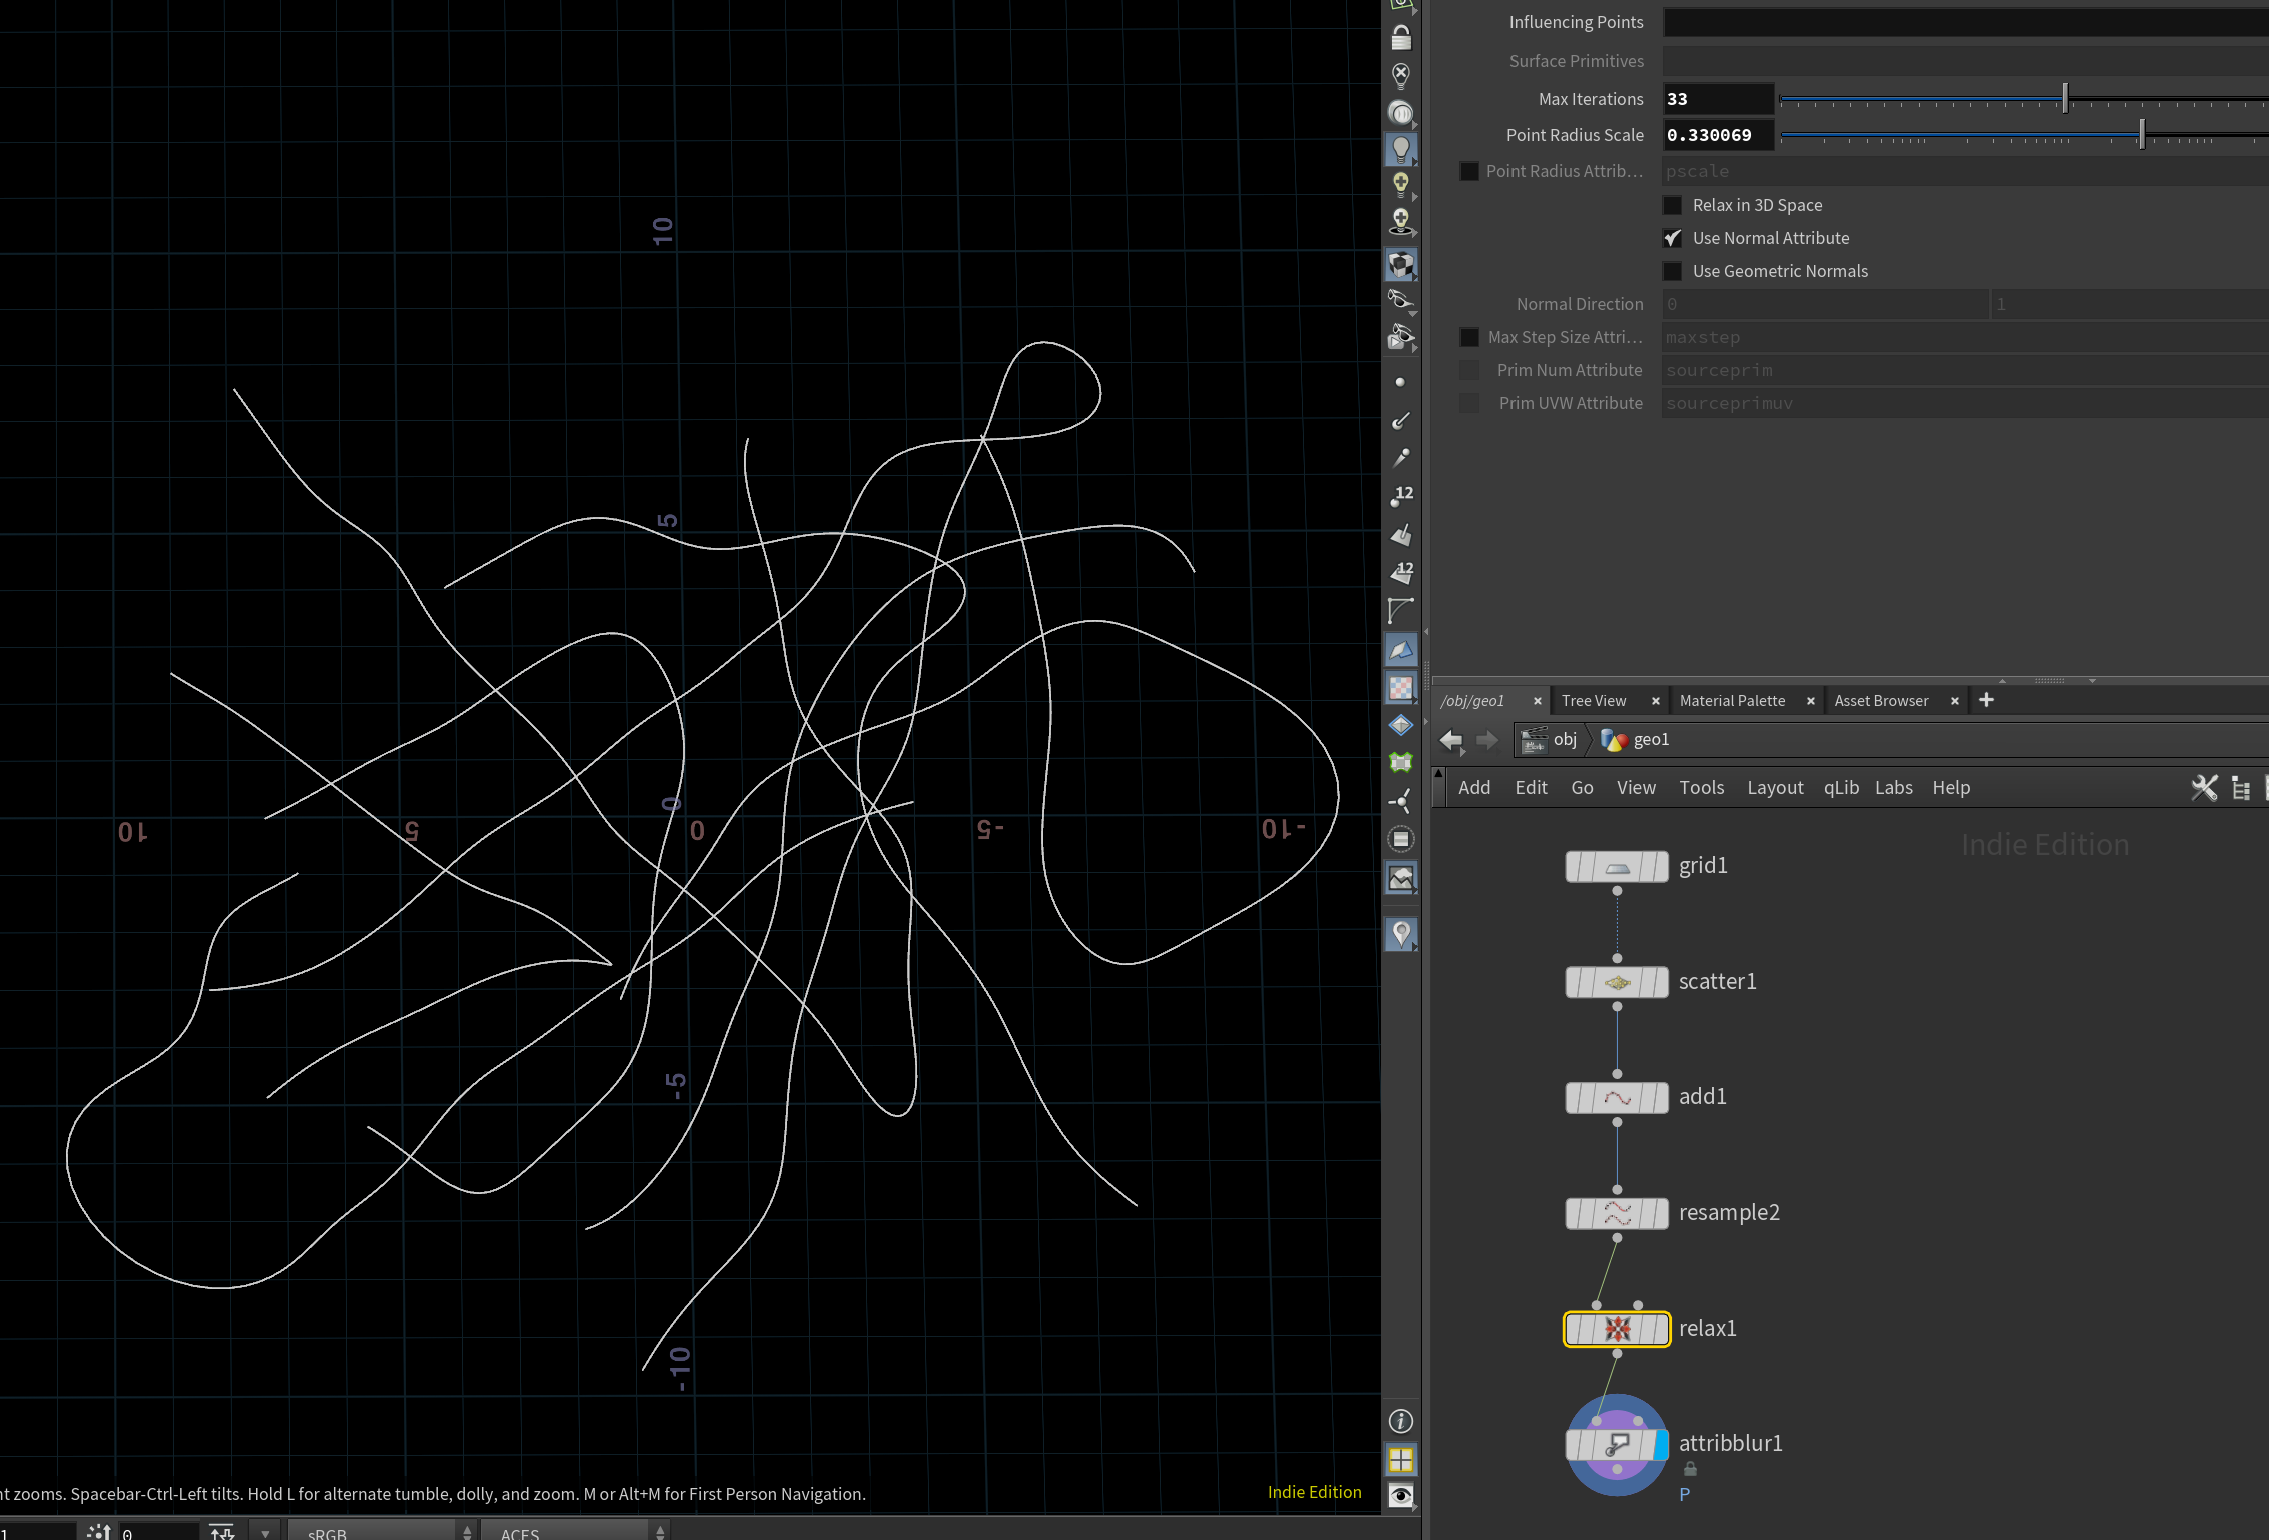 Influencing Points
Surface Primitives
Max Iterations 33
Point Radius Scale 0.330069
Point Radius Attrib... pscale
Relax in 3D Space
Use Normal Attribute
Use Geometric Normals
Normal Direction 0 1
Max Step Size Attri... maxstep
Prim Num Attribute sourceprim
Prim UVW Attribute sourceprimuv
10
5
0
-5
-10
10
5
0
-5
-10
12
12
/obj/geo1 Tree View Material Palette Asset Browser
obj geo1
Add Edit Go View Tools Layout qLib Labs Help
Indie Edition
grid1
scatter1
add1
resample2
relax1
attribblur1
P
nt zooms. Spacebar-Ctrl-Left tilts. Hold L for alternate tumble, dolly, and zoom. M or Alt+M for First Person Navigation.
Indie Edition
1 0 sRGB ACES